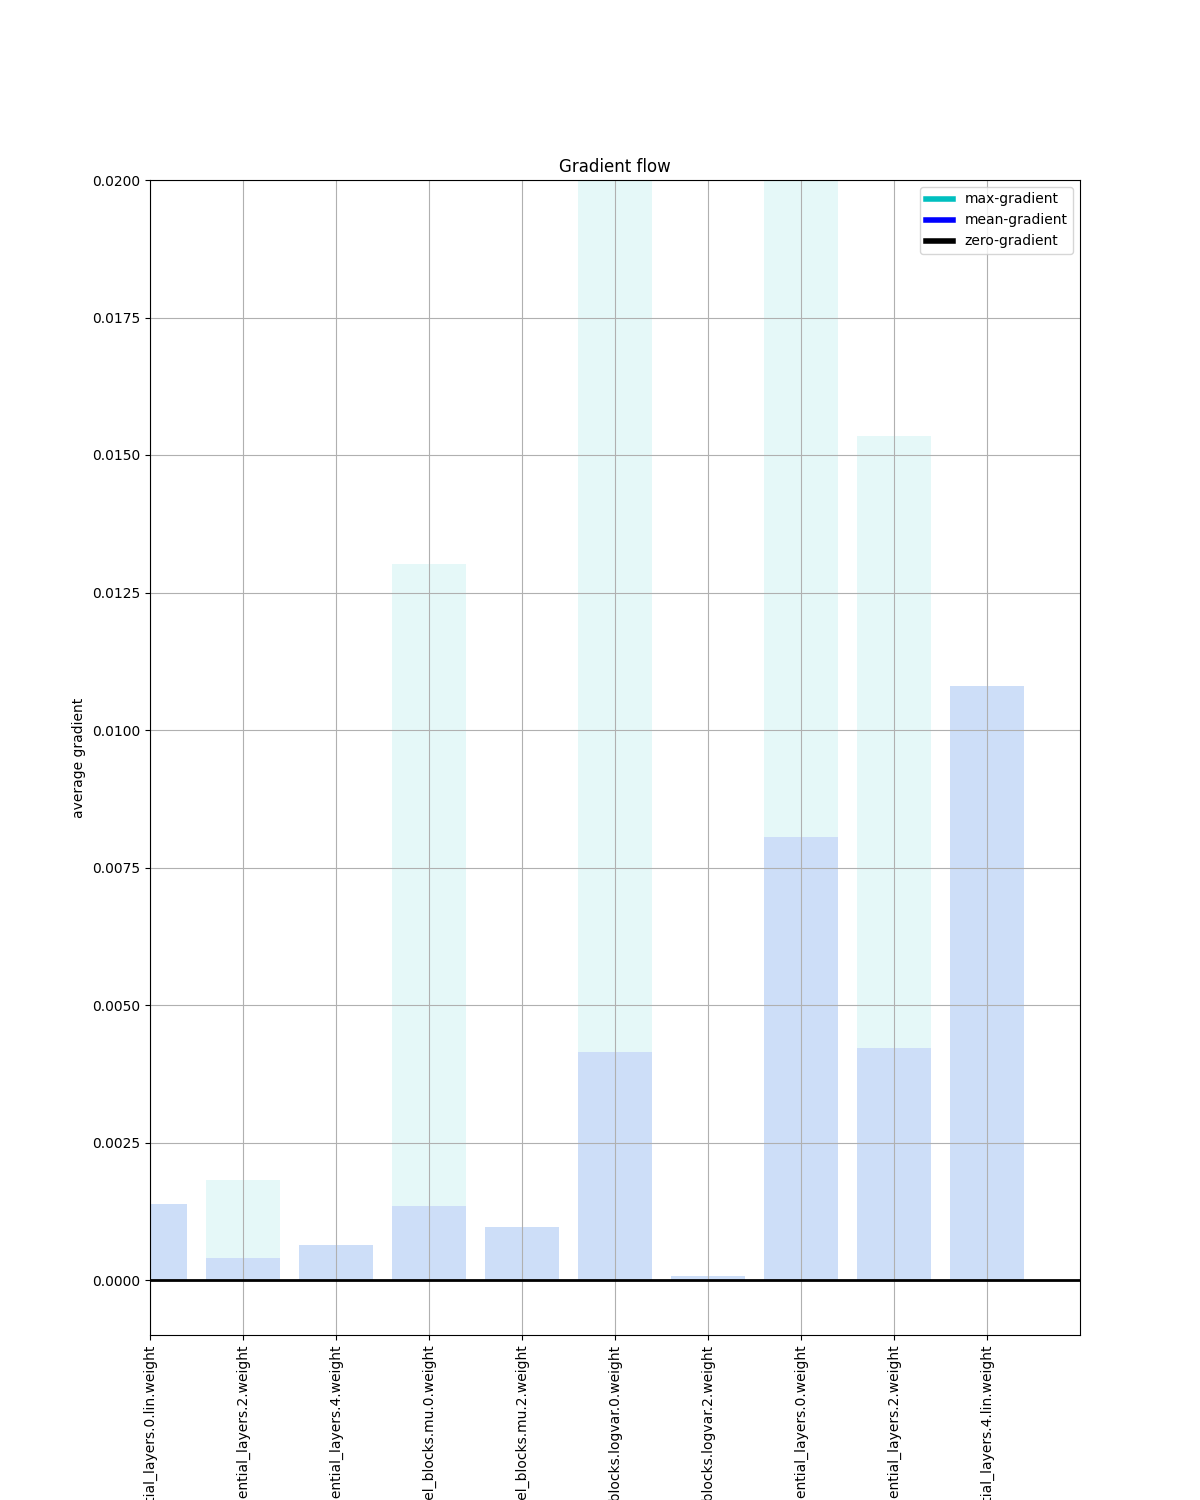 Gradient flow
max-gradient
mean-gradient
zero-gradient
0.0200
0.0175
0.0150
0.0125
0.0100
0.0075
0.0050
0.0025
0.0000
average gradient
tial_layers.0.lin.weight
ential_layers.2.weight
ential_layers.4.weight
el_blocks.mu.0.weight
el_blocks.mu.2.weight
blocks.logvar.0.weight
blocks.logvar.2.weight
ential_layers.0.weight
ential_layers.2.weight
tial_layers.4.lin.weight